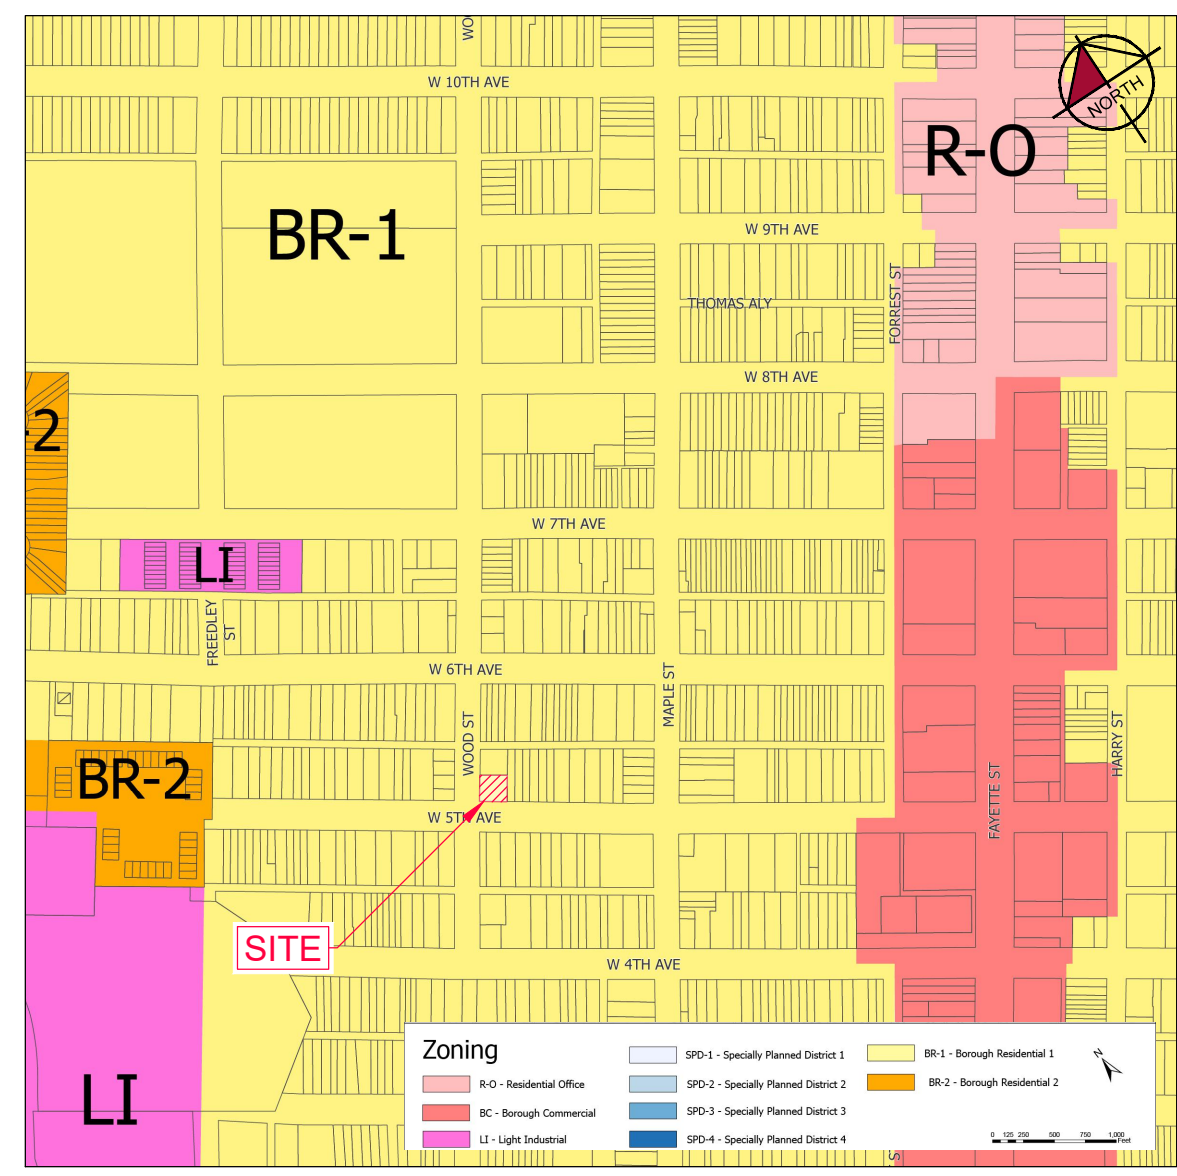 WO
W 10TH AVE
NORTH
R-O
BR-1
W 9TH AVE
FORREST ST
THOMAS ALY
W 8TH AVE
-2
W 7TH AVE
LI
FREEDLEY
ST
W 6TH AVE
MAPLE ST
WOOD ST
HARRY ST
BR-2
FAYETTE ST
W 5TH AVE
SITE
W 4TH AVE
LI
Zoning
R-O - Residential Office
BC - Borough Commercial
LI - Light Industrial
SPD-1 - Specially Planned District 1
SPD-2 - Specially Planned District 2
SPD-3 - Specially Planned District 3
SPD-4 - Specially Planned District 4
BR-1 - Borough Residential 1
BR-2 - Borough Residential 2
N
0 125 250 500 750 1,000
Feet
S